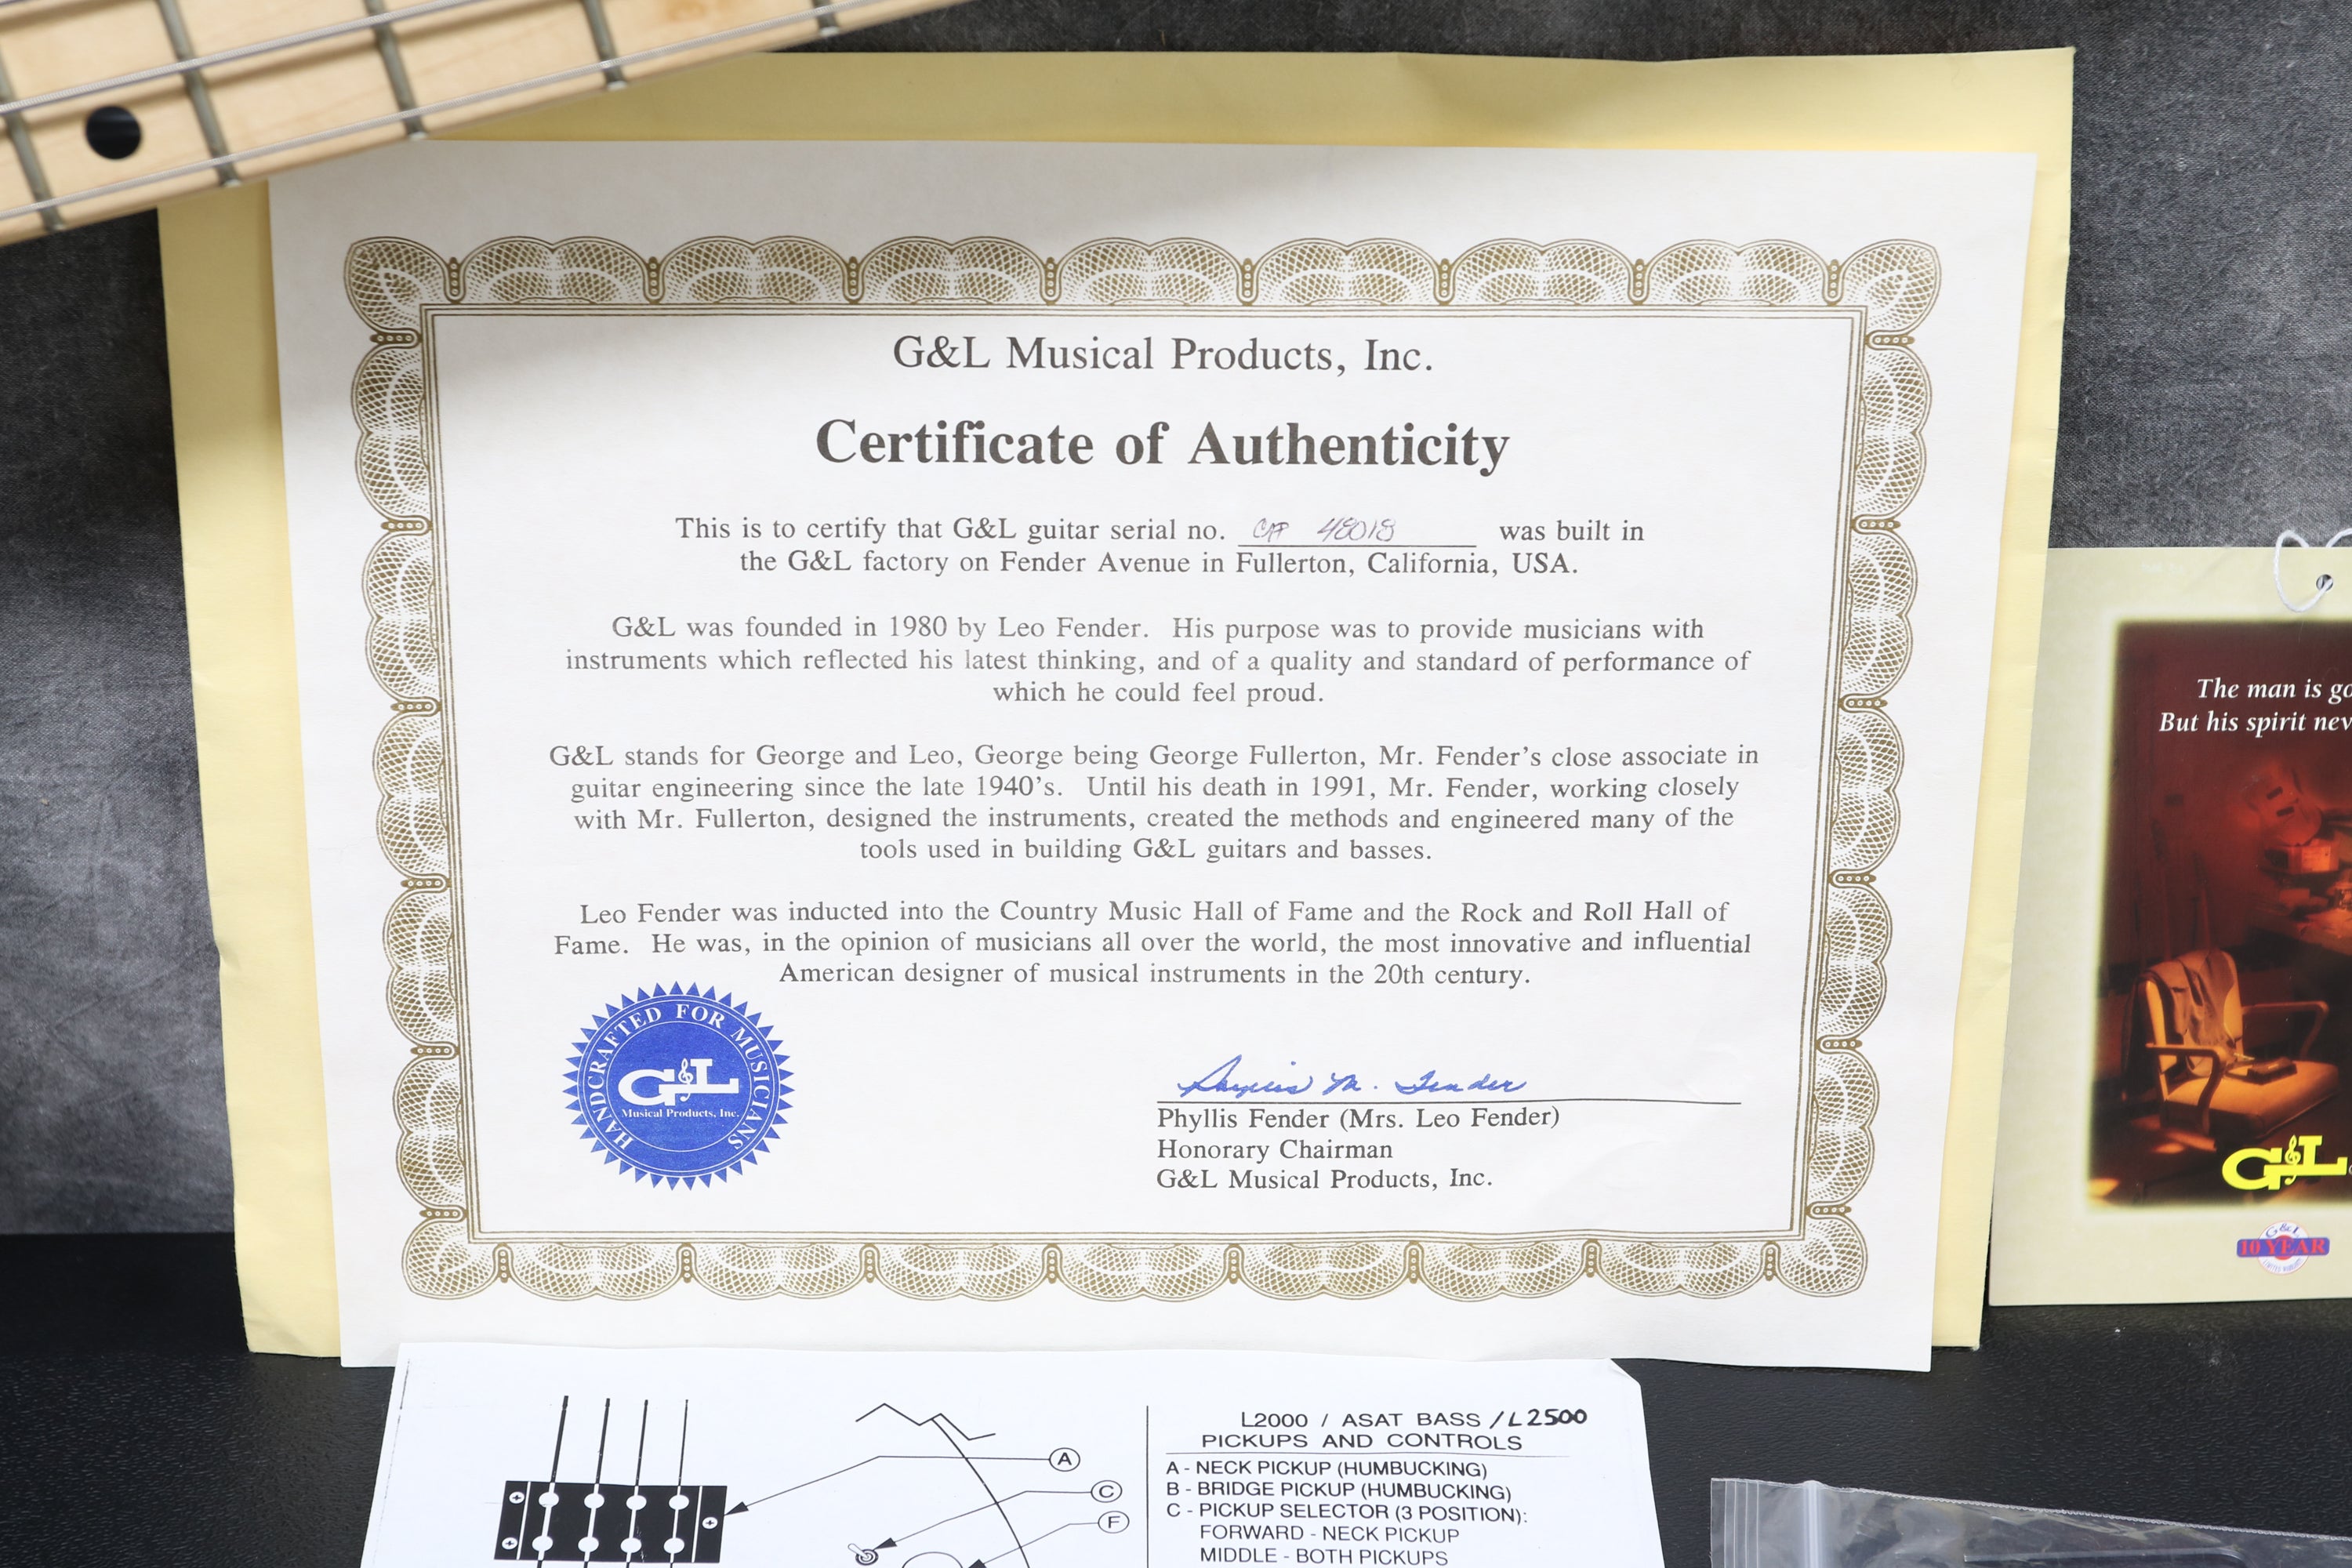 G&L Musical Products, Inc.
Certificate of Authenticity
This is to certify that G&L guitar serial no. 48018 was built in
the G&L factory on Fender Avenue in Fullerton, California, USA.
G&L was founded in 1980 by Leo Fender. His purpose was to provide musicians with
instruments which reflected his latest thinking, and of a quality and standard of performance of
which he could feel proud.
G&L stands for George and Leo, George being George Fullerton, Mr. Fender's close associate in
guitar engineering since the late 1940's. Until his death in 1991, Mr. Fender, working closely
with Mr. Fullerton, designed the instruments, created the methods and engineered many of the
tools used in building G&L guitars and basses.
Leo Fender was inducted into the Country Music Hall of Fame and the Rock and Roll Hall of
Fame. He was, in the opinion of musicians all over the world, the most innovative and influential
American designer of musical instruments in the 20th century.
HANDCRAFTED FOR MUSICIANS
G&L
Musical Products, Inc.
Phyllis M. Fender
Phyllis Fender (Mrs. Leo Fender)
Honorary Chairman
G&L Musical Products, Inc.
The man is go
But his spirit nev
G&L
G&L
10 YEAR
L2000 / ASAT BASS / L2500
PICKUPS AND CONTROLS
A - NECK PICKUP (HUMBUCKING)
B - BRIDGE PICKUP (HUMBUCKING)
C - PICKUP SELECTOR (3 POSITION):
FORWARD - NECK PICKUP
MIDDLE - BOTH PICKUPS
A
C
F